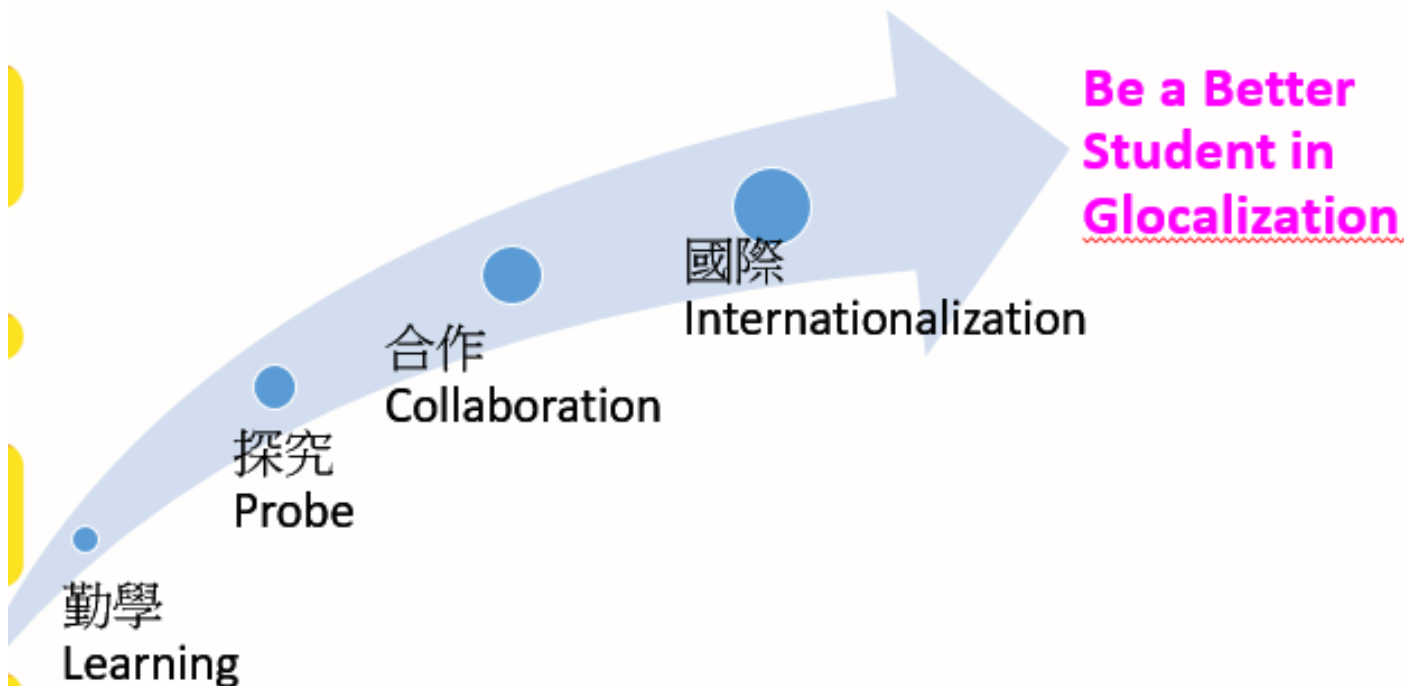 Be a Better
Student in
Glocalization
國際
Internationalization
合作
Collaboration
探究
Probe
勤學
Learning